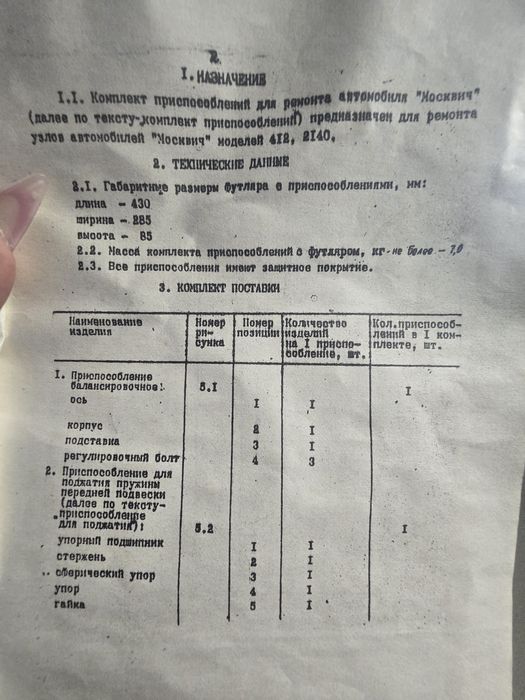 2.
I. НАЗНАЧЕНИЕ
I.I. Комплект приспособлений для ремонта автомобиля "Москвич"
(далее по тексту-комплект приспособлений) предназначен для ремонта
узлов автомобилей "Москвич" моделей 412, 2140.
2. ТЕХНИЧЕСКИЕ ДАННЫЕ
2.I. Габаритные размеры футляра с приспособлениями, мм:
длина - 430
ширина - 285
высота - 85
2.2. Масса комплекта приспособлений с футляром, кг - не более - 7,0
2.3. Все приспособления имеют защитное покрытие.
3. КОМПЛЕКТ ПОСТАВКИ
Наименование изделия | Номер ри- сунка | Номер позиции | Количество изделий на I приспо- собление, шт. | Кол.приспособ- лений в I ком- плекте, шт.
I. Приспособление
балансировочное: 5.I I
ось I I
корпус 2 I
подставка 3 I
регулировочный болт 4 3
2. Приспособление для
поджатия пружины
передней подвески
(далее по тексту-
приспособление
для поджатия): 5.2 I
упорный подшипник I I
стержень 2 I
сферический упор 3 I
упор 4 I
гайка 5 I